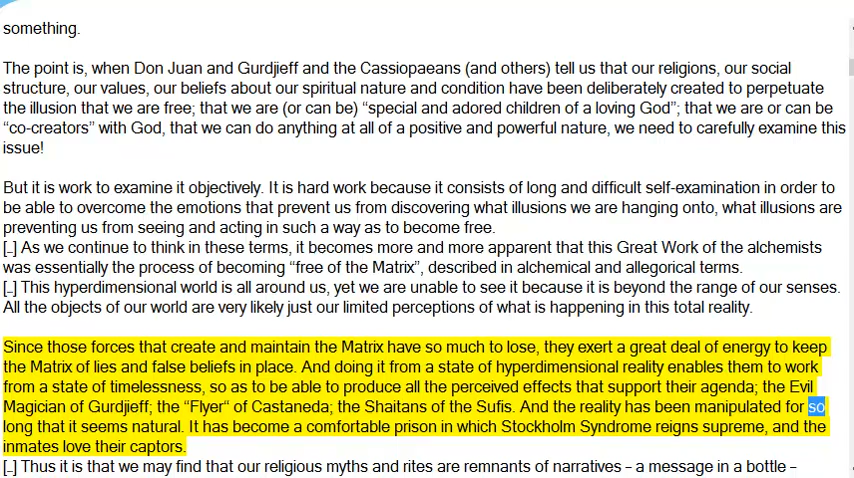 something.
The point is, when Don Juan and Gurdjieff and the Cassiopaeans (and others) tell us that our religions, our social
structure, our values, our beliefs about our spiritual nature and condition have been deliberately created to perpetuate
the illusion that we are free; that we are (or can be) “special and adored children of a loving God”; that we are or can be
“co-creators” with God, that we can do anything at all of a positive and powerful nature, we need to carefully examine this
issue!
But it is work to examine it objectively. It is hard work because it consists of long and difficult self-examination in order to
be able to overcome the emotions that prevent us from discovering what illusions we are hanging onto, what illusions are
preventing us from seeing and acting in such a way as to become free.
[..] As we continue to think in these terms, it becomes more and more apparent that this Great Work of the alchemists
was essentially the process of becoming “free of the Matrix”, described in alchemical and allegorical terms.
[..] This hyperdimensional world is all around us, yet we are unable to see it because it is beyond the range of our senses.
All the objects of our world are very likely just our limited perceptions of what is happening in this total reality.
Since those forces that create and maintain the Matrix have so much to lose, they exert a great deal of energy to keep
the Matrix of lies and false beliefs in place. And doing it from a state of hyperdimensional reality enables them to work
from a state of timelessness, so as to be able to produce all the perceived effects that support their agenda; the Evil
Magician of Gurdjieff; the “Flyer“ of Castaneda; the Shaitans of the Sufis. And the reality has been manipulated for so
long that it seems natural. It has become a comfortable prison in which Stockholm Syndrome reigns supreme, and the
inmates love their captors.
[..] Thus it is that we may find that our religious myths and rites are remnants of narratives – a message in a bottle –